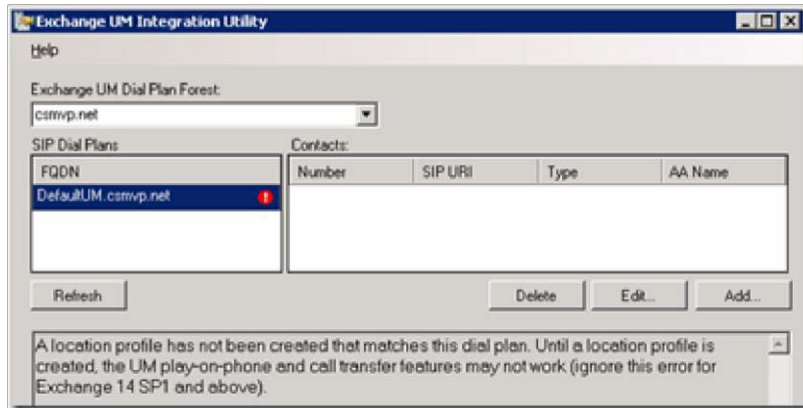 Exchange UM Integration Utility
Help
Exchange UM Dial Plan Forest:
csmvp.net
SIP Dial Plans
Contacts:
FQDN
Number SIP URI Type AA Name
DefaultUM.csmvp.net
Refresh Delete Edit... Add...
A location profile has not been created that matches this dial plan. Until a location profile is
created, the UM play-on-phone and call transfer features may not work (ignore this error for
Exchange 14 SP1 and above).